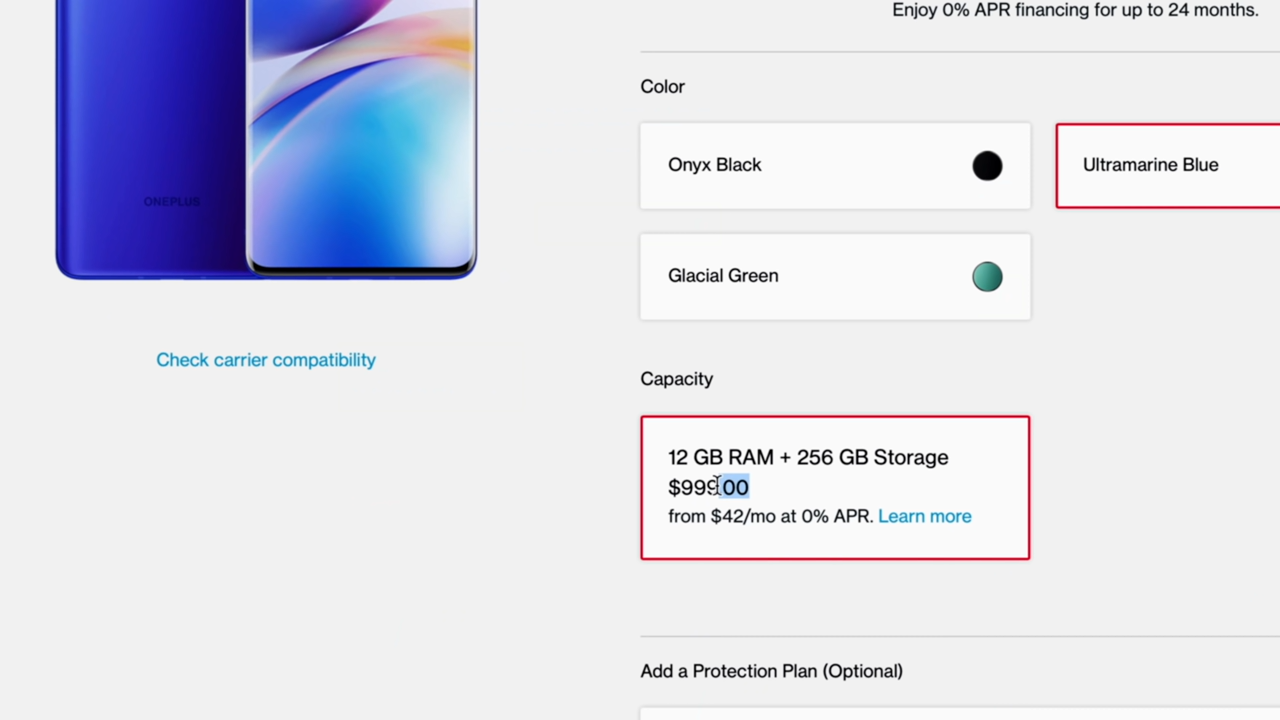 Enjoy 0% APR financing for up to 24 months.
Color
Onyx Black
Ultramarine Blue
ONEPLUS
Glacial Green
Check carrier compatibility
Capacity
12 GB RAM + 256 GB Storage
$999.00
from $42/mo at 0% APR. Learn more
Add a Protection Plan (Optional)